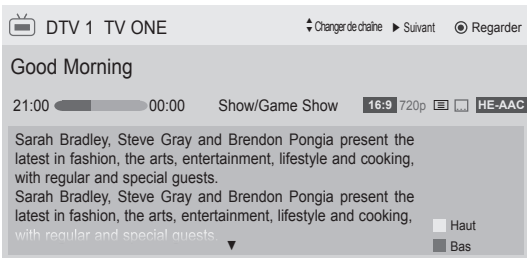 DTV 1 TV ONE Changer de chaîne Suivant Regarder
Good Morning
21:00 00:00 Show/Game Show 16:9 720p HE-AAC
Sarah Bradley, Steve Gray and Brendon Pongia present the
latest in fashion, the arts, entertainment, lifestyle and cooking,
with regular and special guests.
Sarah Bradley, Steve Gray and Brendon Pongia present the
latest in fashion, the arts, entertainment, lifestyle and cooking,
with regular and special guests.
Haut
Bas